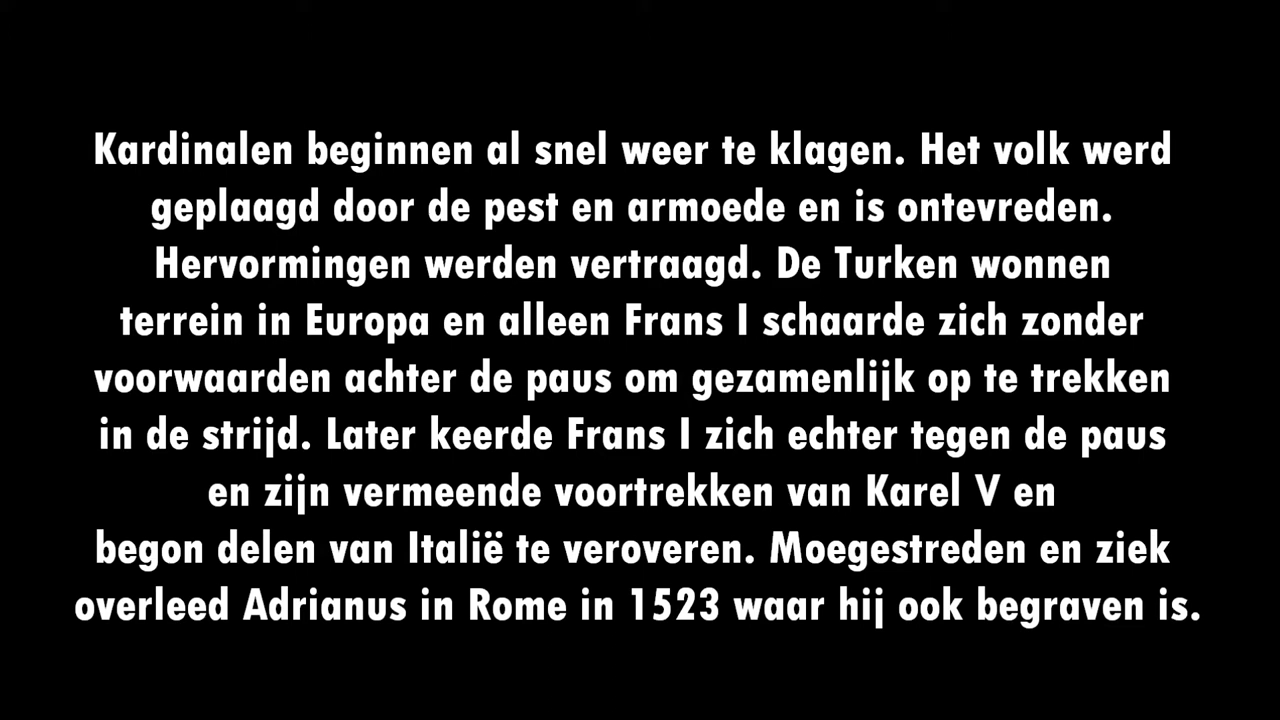 Kardinalen beginnen al snel weer te klagen. Het volk werd
geplaagd door de pest en armoede en is ontevreden.
Hervormingen werden vertraagd. De Turken wonnen
terrein in Europa en alleen Frans I schaarde zich zonder
voorwaarden achter de paus om gezamenlijk op te trekken
in de strijd. Later keerde Frans I zich echter tegen de paus
en zijn vermeende voortrekken van Karel V en
begon delen van Italië te veroveren. Moegestreden en ziek
overleed Adrianus in Rome in 1523 waar hij ook begraven is.